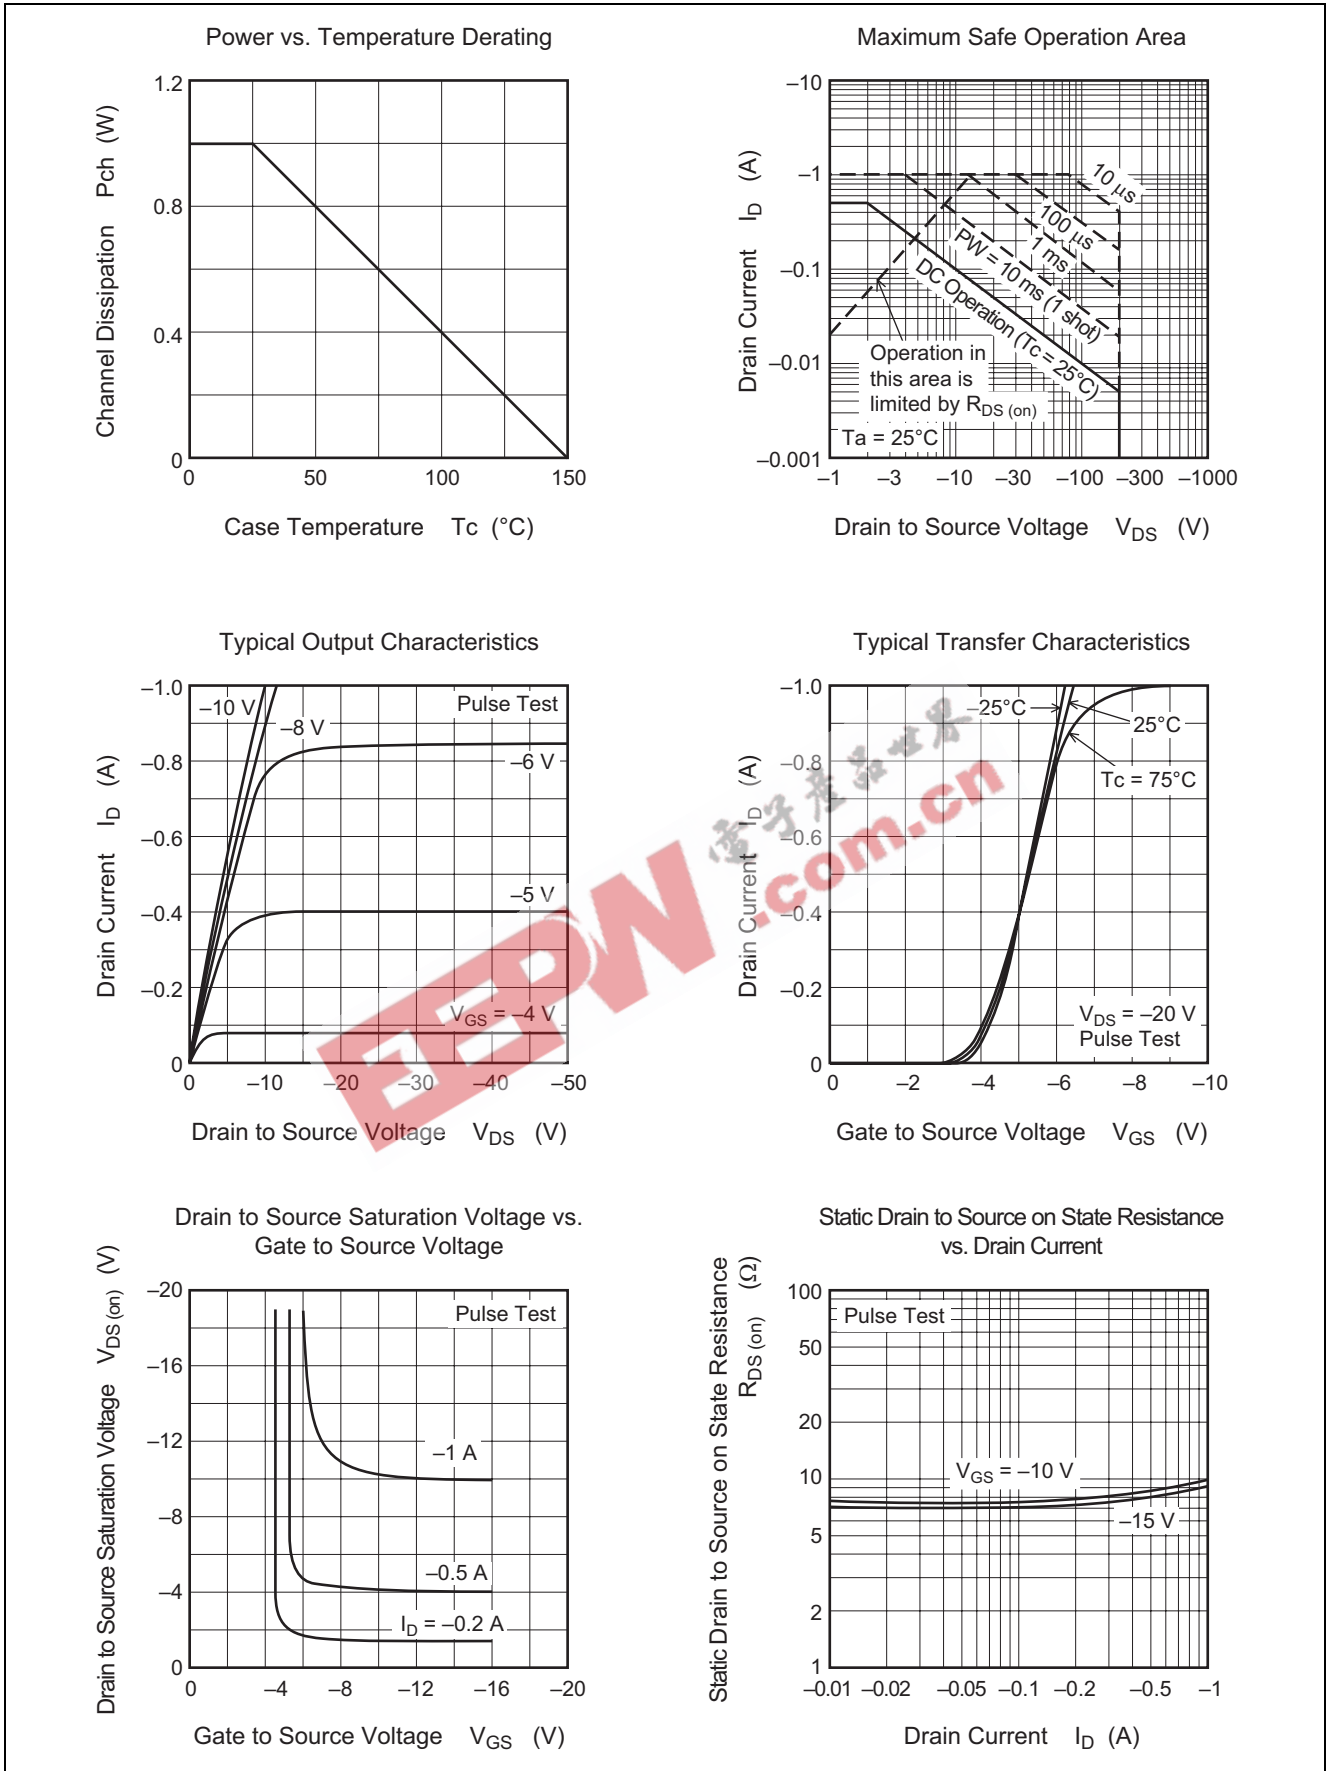 Power vs. Temperature Derating
1.2
0.8
0.4
0
0 50 100 150
Channel Dissipation Pch (W)
Case Temperature Tc (°C)
Maximum Safe Operation Area
–10
–1
–0.1
–0.01
–0.001
–1 –3 –10 –30 –100 –300 –1000
Drain Current ID (A)
10 µs
100 µs
1 ms
PW = 10 ms (1 shot)
DC Operation (Tc = 25°C)
Operation in
this area is
limited by RDS (on)
Ta = 25°C
Drain to Source Voltage VDS (V)
Typical Output Characteristics
–1.0
–0.8
–0.6
–0.4
–0.2
0
0 –10 –20 –30 –40 –50
Drain Current ID (A)
–10 V
–8 V
Pulse Test
–6 V
–5 V
VGS = –4 V
Drain to Source Voltage VDS (V)
Typical Transfer Characteristics
–1.0
–0.8
–0.6
–0.4
–0.2
0
0 –2 –4 –6 –8 –10
Drain Current ID (A)
–25°C
25°C
Tc = 75°C
VDS = –20 V
Pulse Test
Gate to Source Voltage VGS (V)
EEPW .com.cn
電子産品世界
Drain to Source Saturation Voltage vs.
Gate to Source Voltage
–20
–16
–12
–8
–4
0
0 –4 –8 –12 –16 –20
Drain to Source Saturation Voltage VDS (on) (V)
Pulse Test
–1 A
–0.5 A
ID = –0.2 A
Gate to Source Voltage VGS (V)
Static Drain to Source on State Resistance
vs. Drain Current
100
50
20
10
5
2
1
–0.01 –0.02 –0.05 –0.1 –0.2 –0.5 –1
Static Drain to Source on State Resistance
RDS (on) (Ω)
Pulse Test
VGS = –10 V
–15 V
Drain Current ID (A)